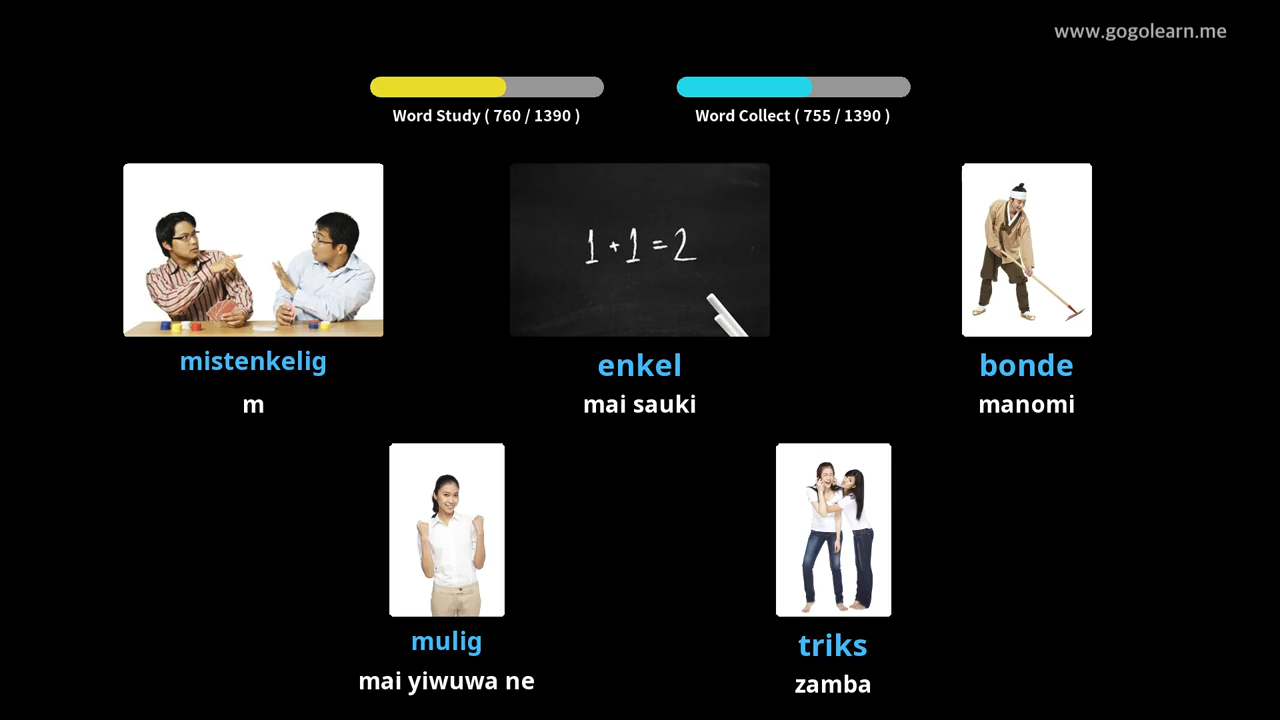 www.gogolearn.me
Word Study ( 760 / 1390 )
Word Collect ( 755 / 1390 )
1 + 1 = 2
mistenkelig
enkel
bonde
m
mai sauki
manomi
mulig
triks
mai yiwuwa ne
zamba